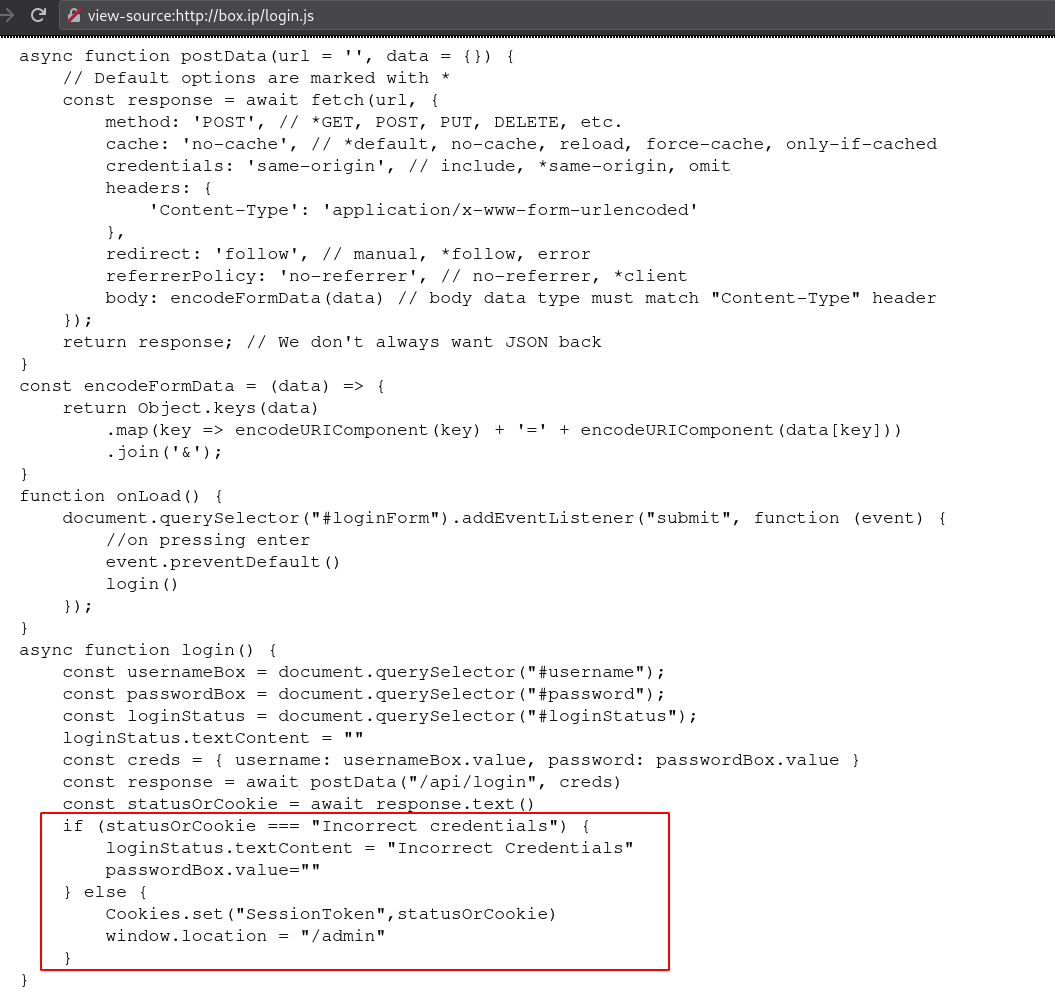 view-source:http://box.ip/login.js
async function postData(url = '', data = {}) {
    // Default options are marked with *
    const response = await fetch(url, {
        method: 'POST', // *GET, POST, PUT, DELETE, etc.
        cache: 'no-cache', // *default, no-cache, reload, force-cache, only-if-cached
        credentials: 'same-origin', // include, *same-origin, omit
        headers: {
            'Content-Type': 'application/x-www-form-urlencoded'
        },
        redirect: 'follow', // manual, *follow, error
        referrerPolicy: 'no-referrer', // no-referrer, *client
        body: encodeFormData(data) // body data type must match "Content-Type" header
    });
    return response; // We don't always want JSON back
}
const encodeFormData = (data) => {
    return Object.keys(data)
        .map(key => encodeURIComponent(key) + '=' + encodeURIComponent(data[key]))
        .join('&');
}
function onLoad() {
    document.querySelector("#loginForm").addEventListener("submit", function (event) {
        //on pressing enter
        event.preventDefault()
        login()
    });
}
async function login() {
    const usernameBox = document.querySelector("#username");
    const passwordBox = document.querySelector("#password");
    const loginStatus = document.querySelector("#loginStatus");
    loginStatus.textContent = ""
    const creds = { username: usernameBox.value, password: passwordBox.value }
    const response = await postData("/api/login", creds)
    const statusOrCookie = await response.text()
    if (statusOrCookie === "Incorrect credentials") {
        loginStatus.textContent = "Incorrect Credentials"
        passwordBox.value=""
    } else {
        Cookies.set("SessionToken",statusOrCookie)
        window.location = "/admin"
    }
}